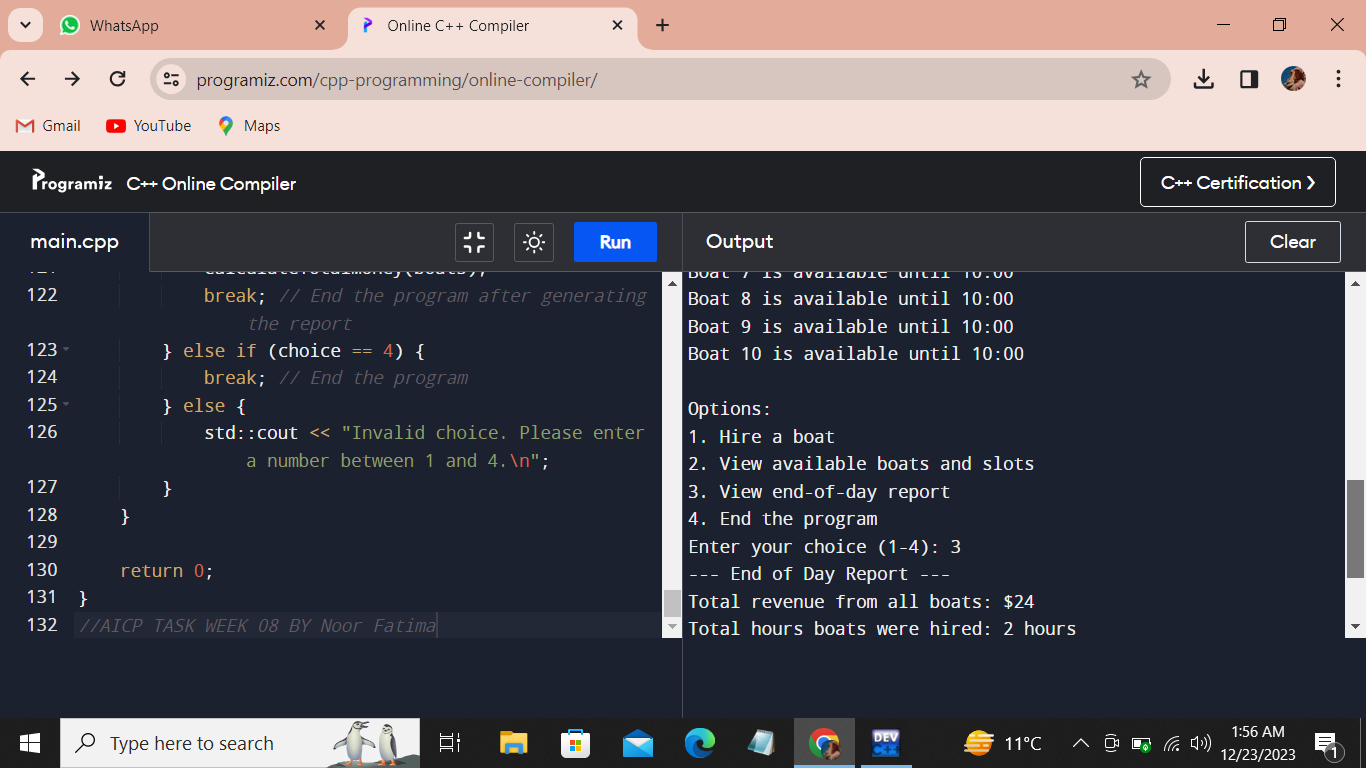 WhatsApp
Online C++ Compiler
programiz.com/cpp-programming/online-compiler/
Gmail YouTube Maps
Programiz C++ Online Compiler
C++ Certification ❯
main.cpp
Run
Output
Clear
122 break; // End the program after generating
the report
123 } else if (choice == 4) {
124 break; // End the program
125 } else {
126 std::cout << "Invalid choice. Please enter
a number between 1 and 4.\n";
127 }
128 }
129
130 return 0;
131 }
132 //AICP TASK WEEK 08 BY Noor Fatima
Boat 7 is available until 10:00
Boat 8 is available until 10:00
Boat 9 is available until 10:00
Boat 10 is available until 10:00
Options:
1. Hire a boat
2. View available boats and slots
3. View end-of-day report
4. End the program
Enter your choice (1-4): 3
--- End of Day Report ---
Total revenue from all boats: $24
Total hours boats were hired: 2 hours
Type here to search
DEV
C++
11°C
1:56 AM
12/23/2023
1